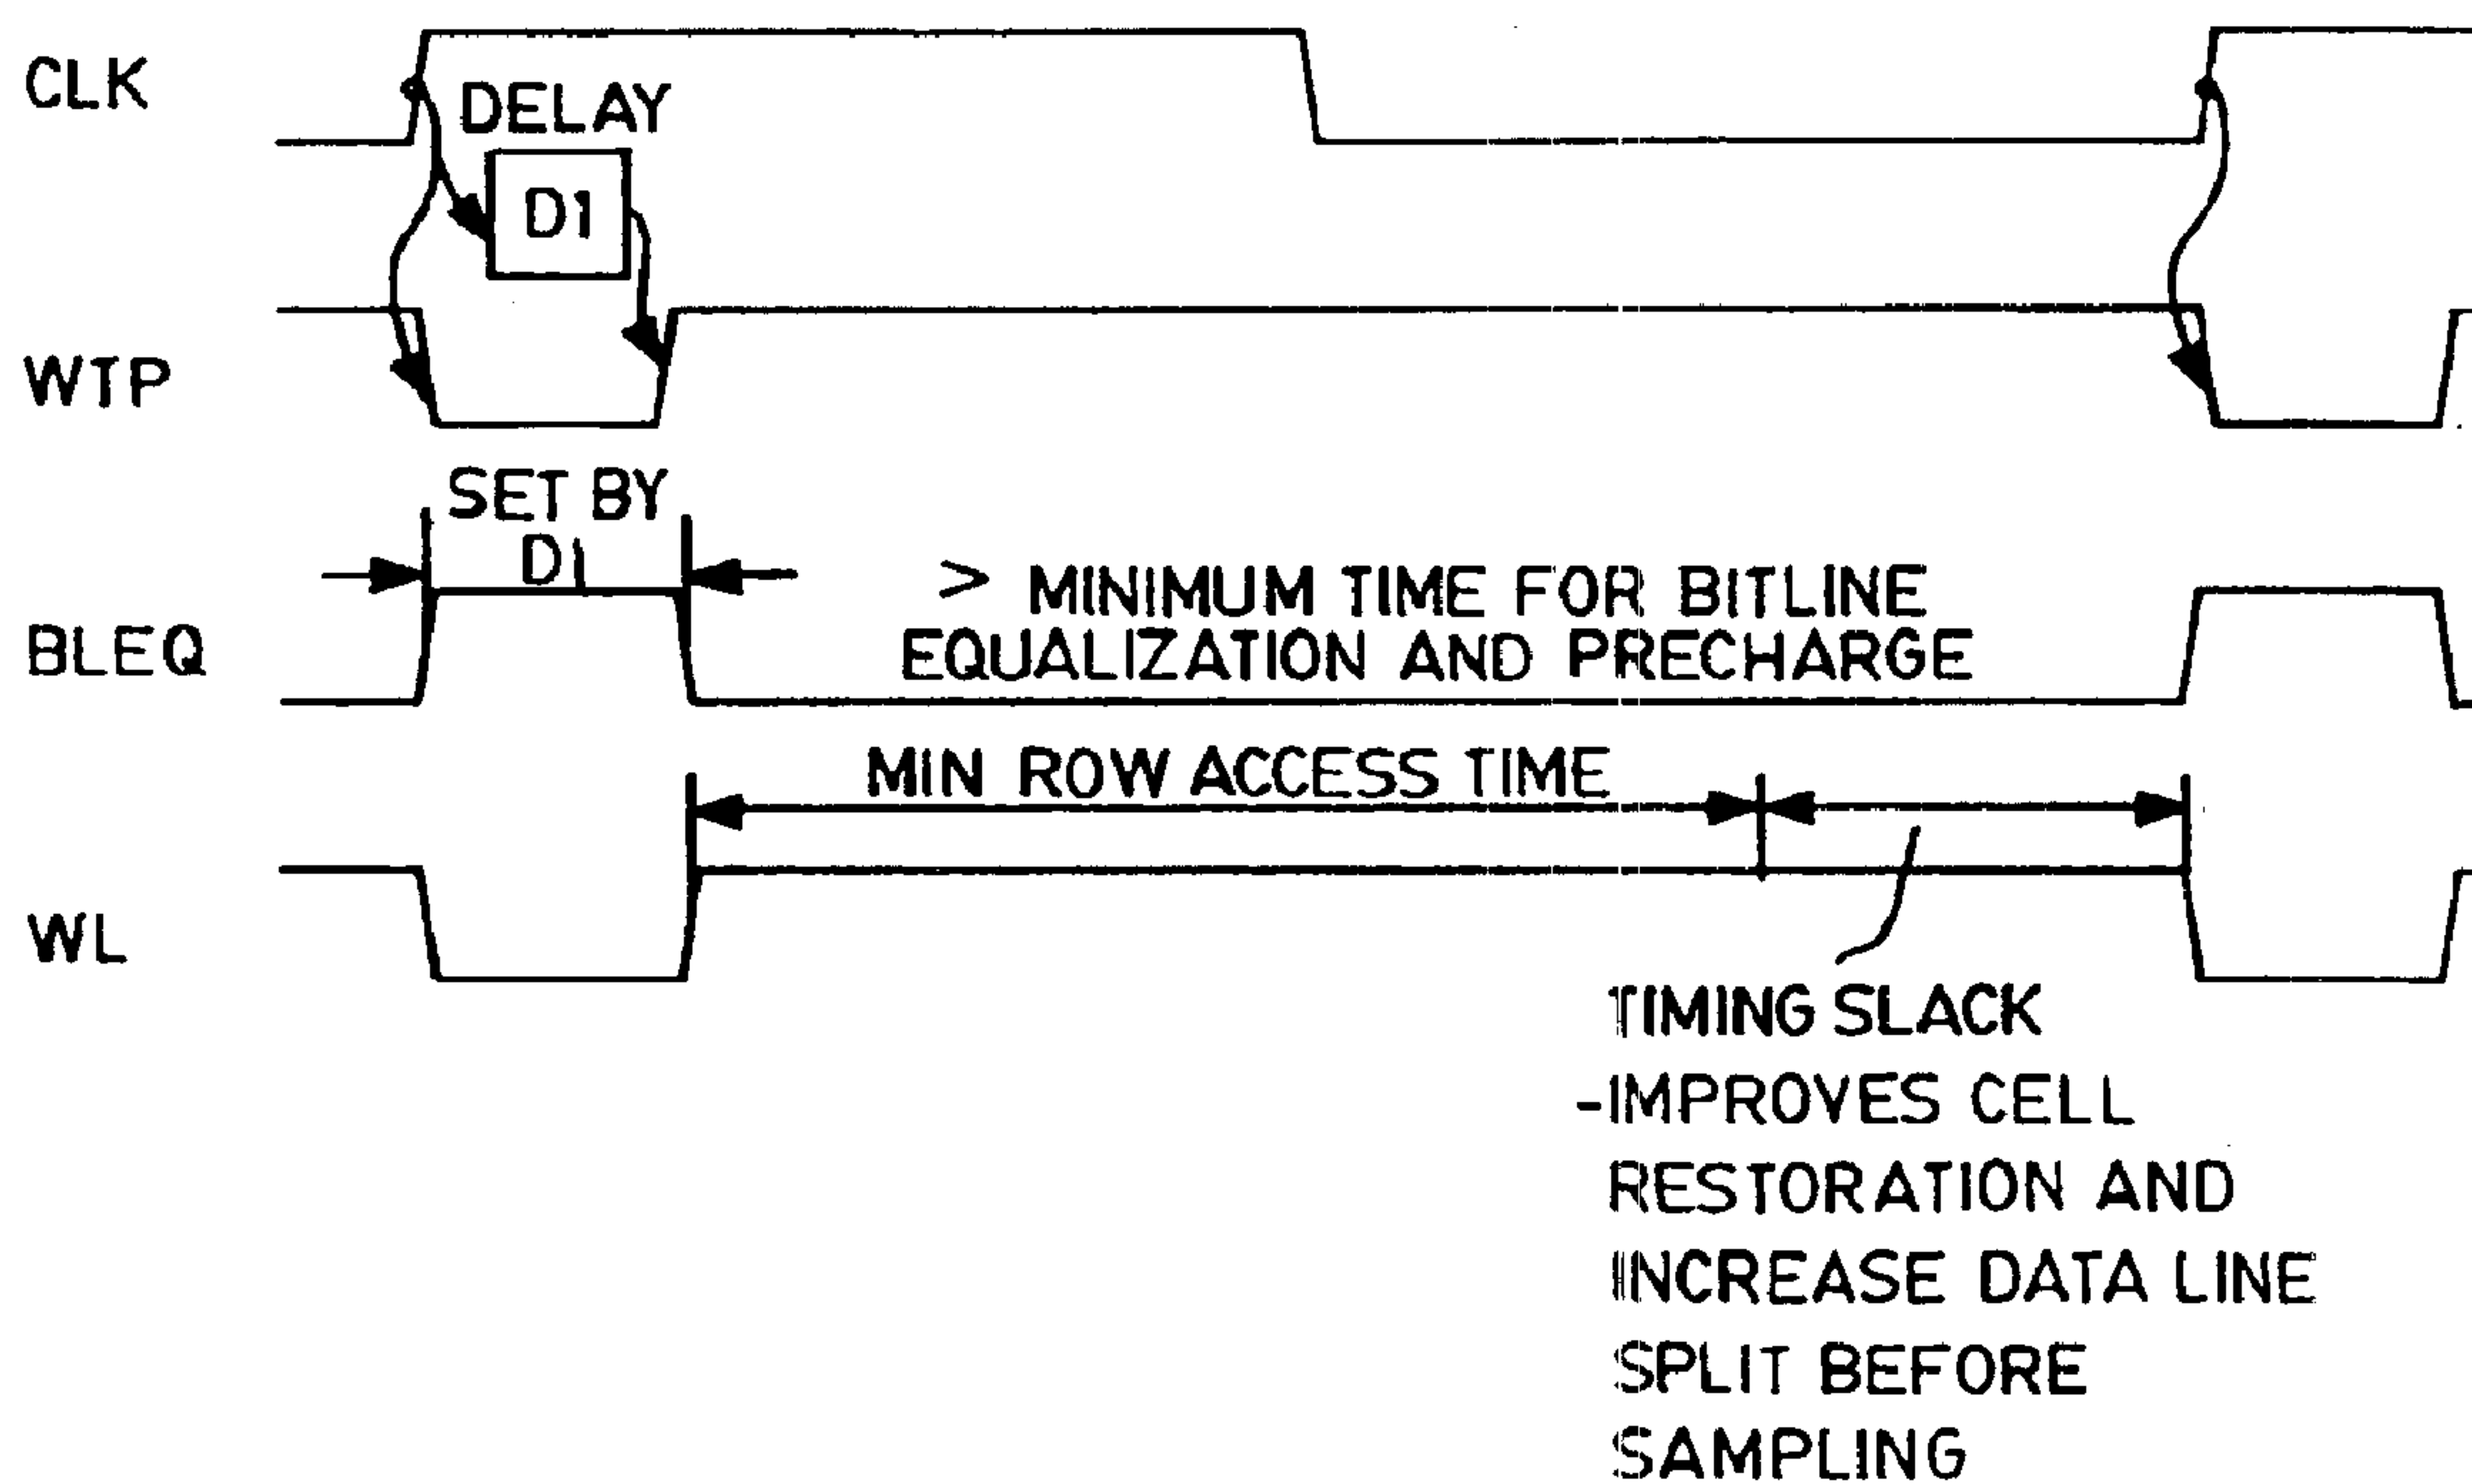 CLK
DELAY
D1
WTP
SET BY
D1
> MINIMUM TIME FOR BITLINE
EQUALIZATION AND PRECHARGE
BLEQ
MIN ROW ACCESS TIME
WL
TIMING SLACK
-IMPROVES CELL
RESTORATION AND
INCREASE DATA LINE
SPLIT BEFORE
SAMPLING